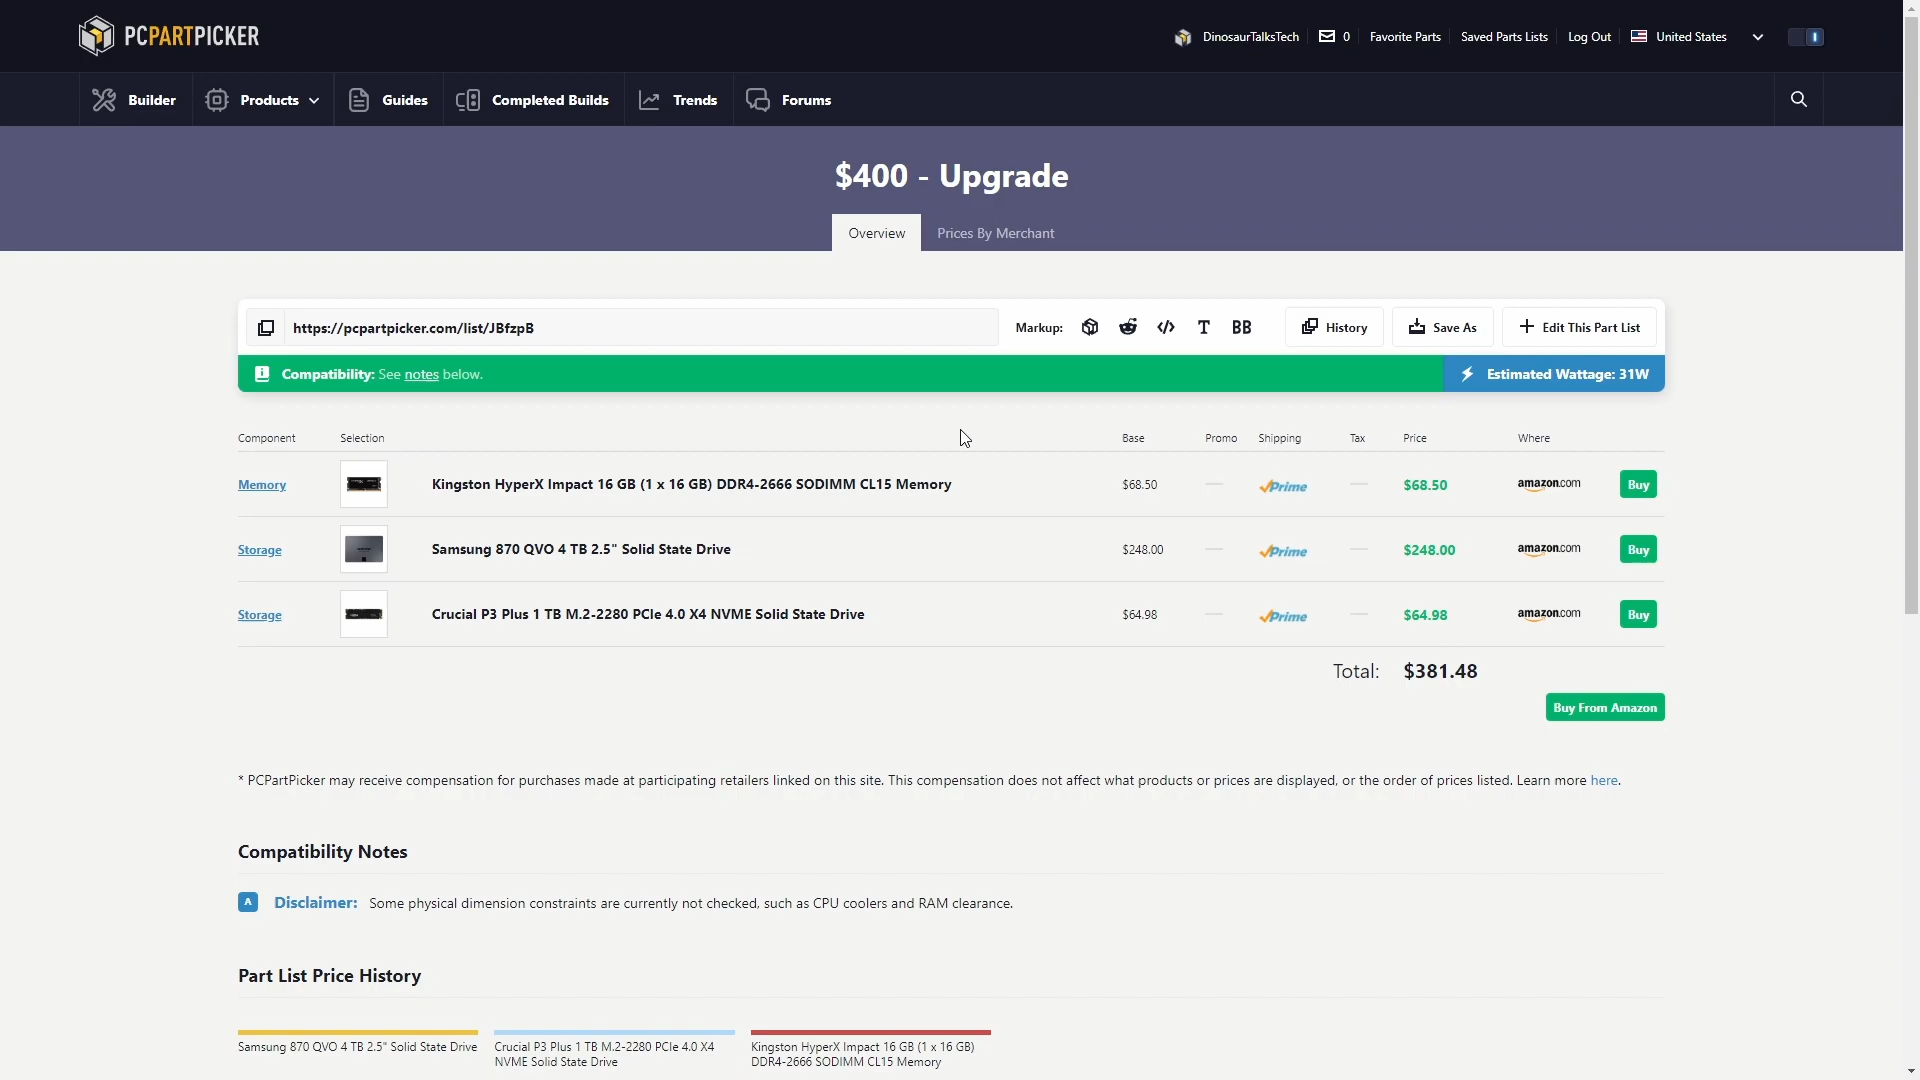 PCPARTPICKER
DinosaurTalksTech 0 Favorite Parts Saved Parts Lists Log Out United States
Builder Products Guides Completed Builds Trends Forums
$400 - Upgrade
Overview Prices By Merchant
https://pcpartpicker.com/list/JBfzpB Markup: T BB History Save As Edit This Part List
Compatibility: See notes below. Estimated Wattage: 31W
Component Selection Base Promo Shipping Tax Price Where
Memory Kingston HyperX Impact 16 GB (1 x 16 GB) DDR4-2666 SODIMM CL15 Memory $68.50 — Prime — $68.50 amazon.com Buy
Storage Samsung 870 QVO 4 TB 2.5" Solid State Drive $248.00 — Prime — $248.00 amazon.com Buy
Storage Crucial P3 Plus 1 TB M.2-2280 PCIe 4.0 X4 NVME Solid State Drive $64.98 — Prime — $64.98 amazon.com Buy
Total: $381.48
Buy From Amazon
* PCPartPicker may receive compensation for purchases made at participating retailers linked on this site. This compensation does not affect what products or prices are displayed, or the order of prices listed. Learn more here.
Compatibility Notes
A Disclaimer: Some physical dimension constraints are currently not checked, such as CPU coolers and RAM clearance.
Part List Price History
Samsung 870 QVO 4 TB 2.5" Solid State Drive
Crucial P3 Plus 1 TB M.2-2280 PCIe 4.0 X4
NVME Solid State Drive
Kingston HyperX Impact 16 GB (1 x 16 GB)
DDR4-2666 SODIMM CL15 Memory